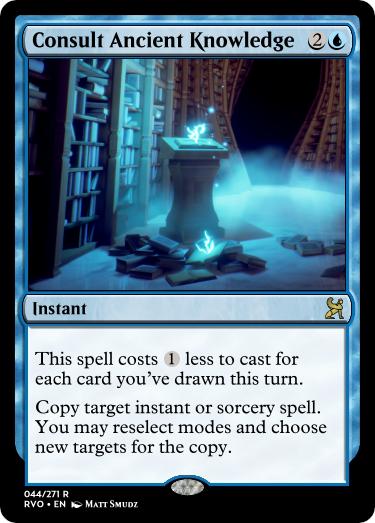 Consult Ancient Knowledge 2
Instant
This spell costs 1 less to cast for
each card you've drawn this turn.
Copy target instant or sorcery spell.
You may reselect modes and choose
new targets for the copy.
044/271 R
RVO • EN Matt Smudz